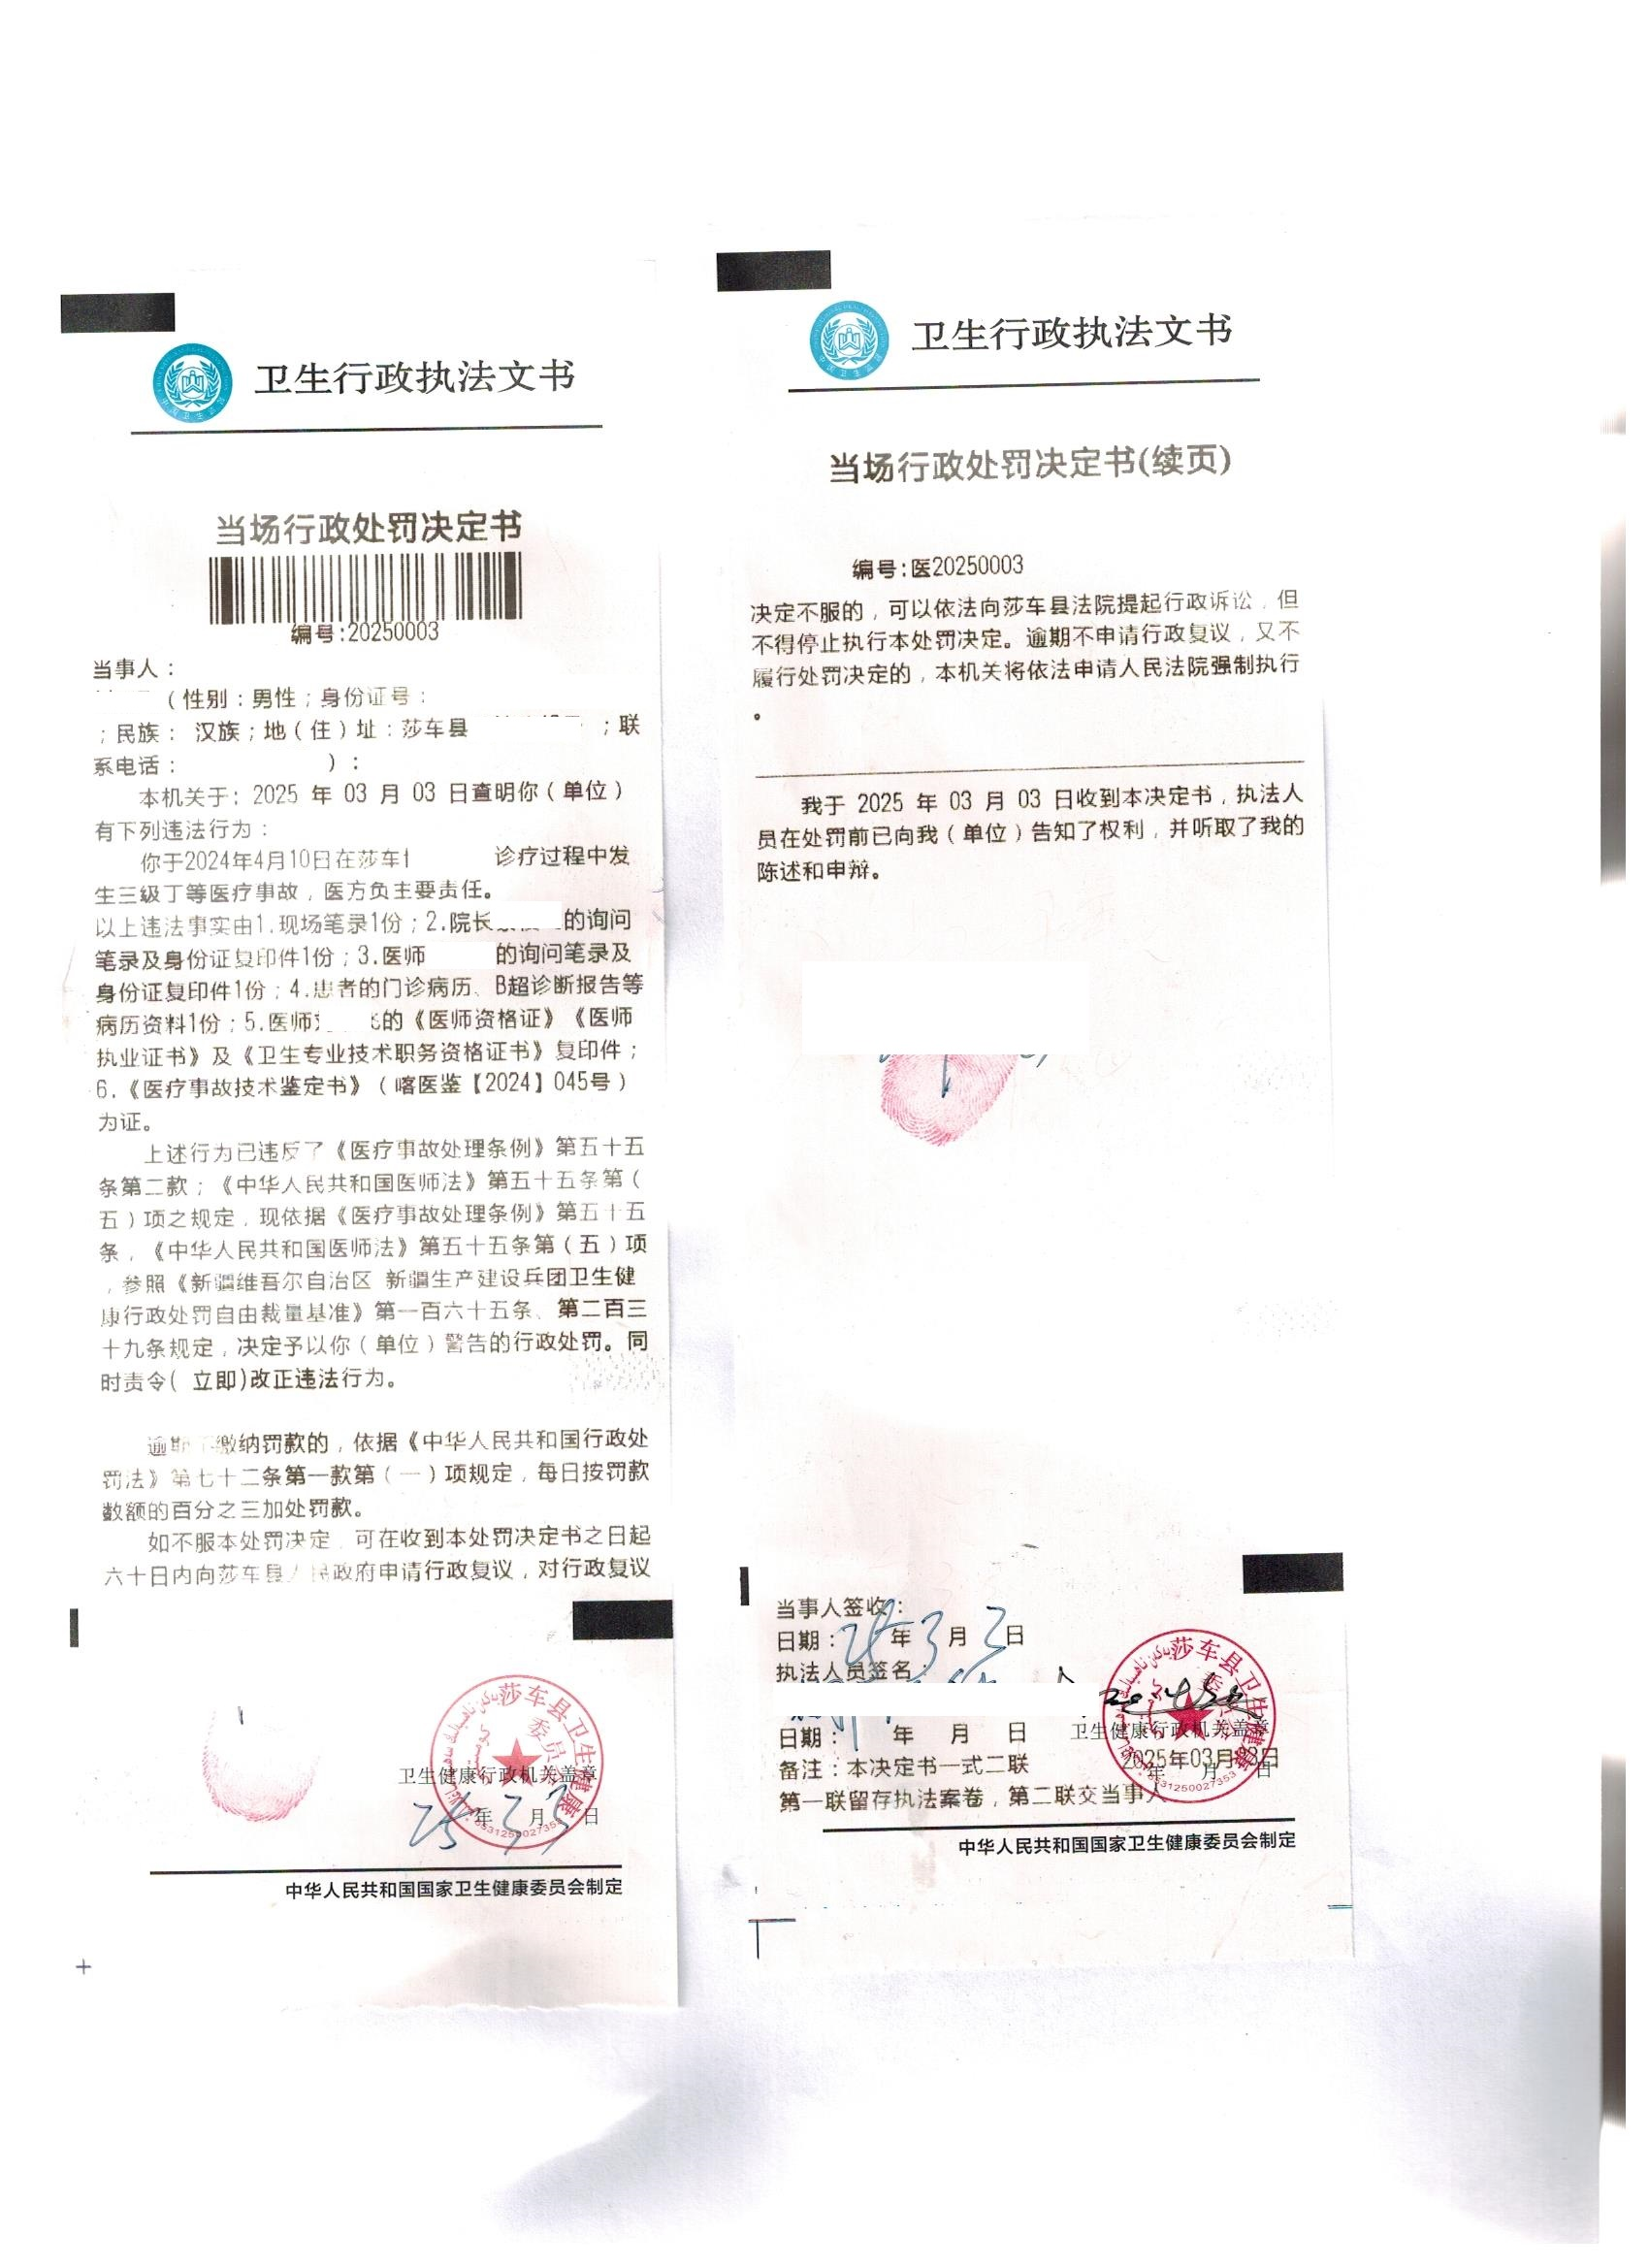 卫生行政执法文书
当场行政处罚决定书
编号:20250003
当事人：
（性别：男性；身份证号：
；民族： 汉族；地（住）址：莎车县 ；联
系电话： ）：
本机关于: 2025 年 03 月 03 日查明你（单位）
有下列违法行为：
你于2024年4月10日在莎车 诊疗过程中发
生三级丁等医疗事故，医方负主要责任。
以上违法事实由1.现场笔录1份；2.院长 的询问
笔录及身份证复印件1份；3.医师 的询问笔录及
身份证复印件1份；4.患者的门诊病历、B超诊断报告等
病历资料1份；5.医师 的《医师资格证》《医师
执业证书》及《卫生专业技术职务资格证书》复印件；
6.《医疗事故技术鉴定书》（喀医鉴【2024】045号）
为证。
上述行为已违反了《医疗事故处理条例》第五十五
条第二款；《中华人民共和国医师法》第五十五条第（
五）项之规定，现依据《医疗事故处理条例》第五十五
条，《中华人民共和国医师法》第五十五条第（五）项
，参照《新疆维吾尔自治区 新疆生产建设兵团卫生健
康行政处罚自由裁量基准》第一百六十五条、第二百三
十九条规定，决定予以你（单位）警告的行政处罚。同
时责令( 立即)改正违法行为。
逾期 缴纳罚款的，依据《中华人民共和国行政处
罚法》第七十二条第一款第（一）项规定，每日按罚款
数额的百分之三加处罚款。
如不服本处罚决定，可在收到本处罚决定书之日起
六十日内向莎车县人民政府申请行政复议，对行政复议
莎车县卫生健康委员会
卫生健康行政机关盖章
25年3月3日
中华人民共和国国家卫生健康委员会制定
卫生行政执法文书
当场行政处罚决定书(续页)
编号:医20250003
决定不服的，可以依法向莎车县法院提起行政诉讼，但
不得停止执行本处罚决定。逾期不申请行政复议，又不
履行处罚决定的，本机关将依法申请人民法院强制执行
。
我于 2025 年 03 月 03 日收到本决定书，执法人
员在处罚前已向我（单位）告知了权利，并听取了我的
陈述和申辩。
当事人签收：
日期：25年3月3日
执法人员签名：
日期： 年 月 日
莎车县卫生健康委员会
卫生健康行政机关盖章
2025年03月03日
年 月 日
备注：本决定书一式二联
第一联留存执法案卷，第二联交当事人
中华人民共和国国家卫生健康委员会制定